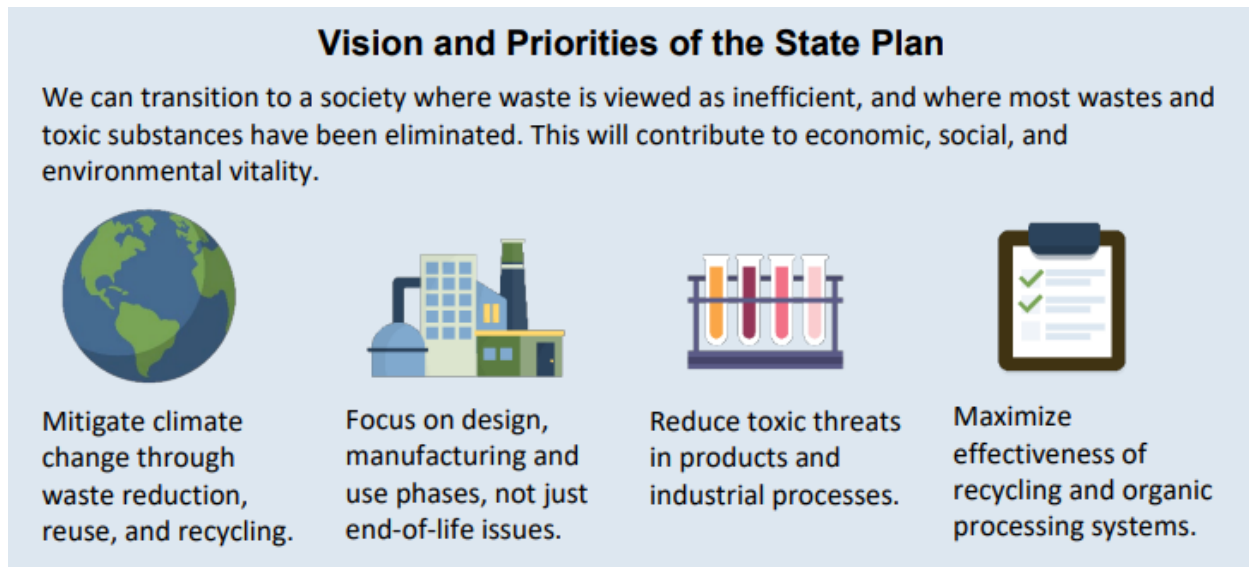 Vision and Priorities of the State Plan
We can transition to a society where waste is viewed as inefficient, and where most wastes and
toxic substances have been eliminated. This will contribute to economic, social, and
environmental vitality.
Mitigate climate
change through
waste reduction,
reuse, and recycling.
Focus on design,
manufacturing and
use phases, not just
end-of-life issues.
Reduce toxic threats
in products and
industrial processes.
Maximize
effectiveness of
recycling and organic
processing systems.